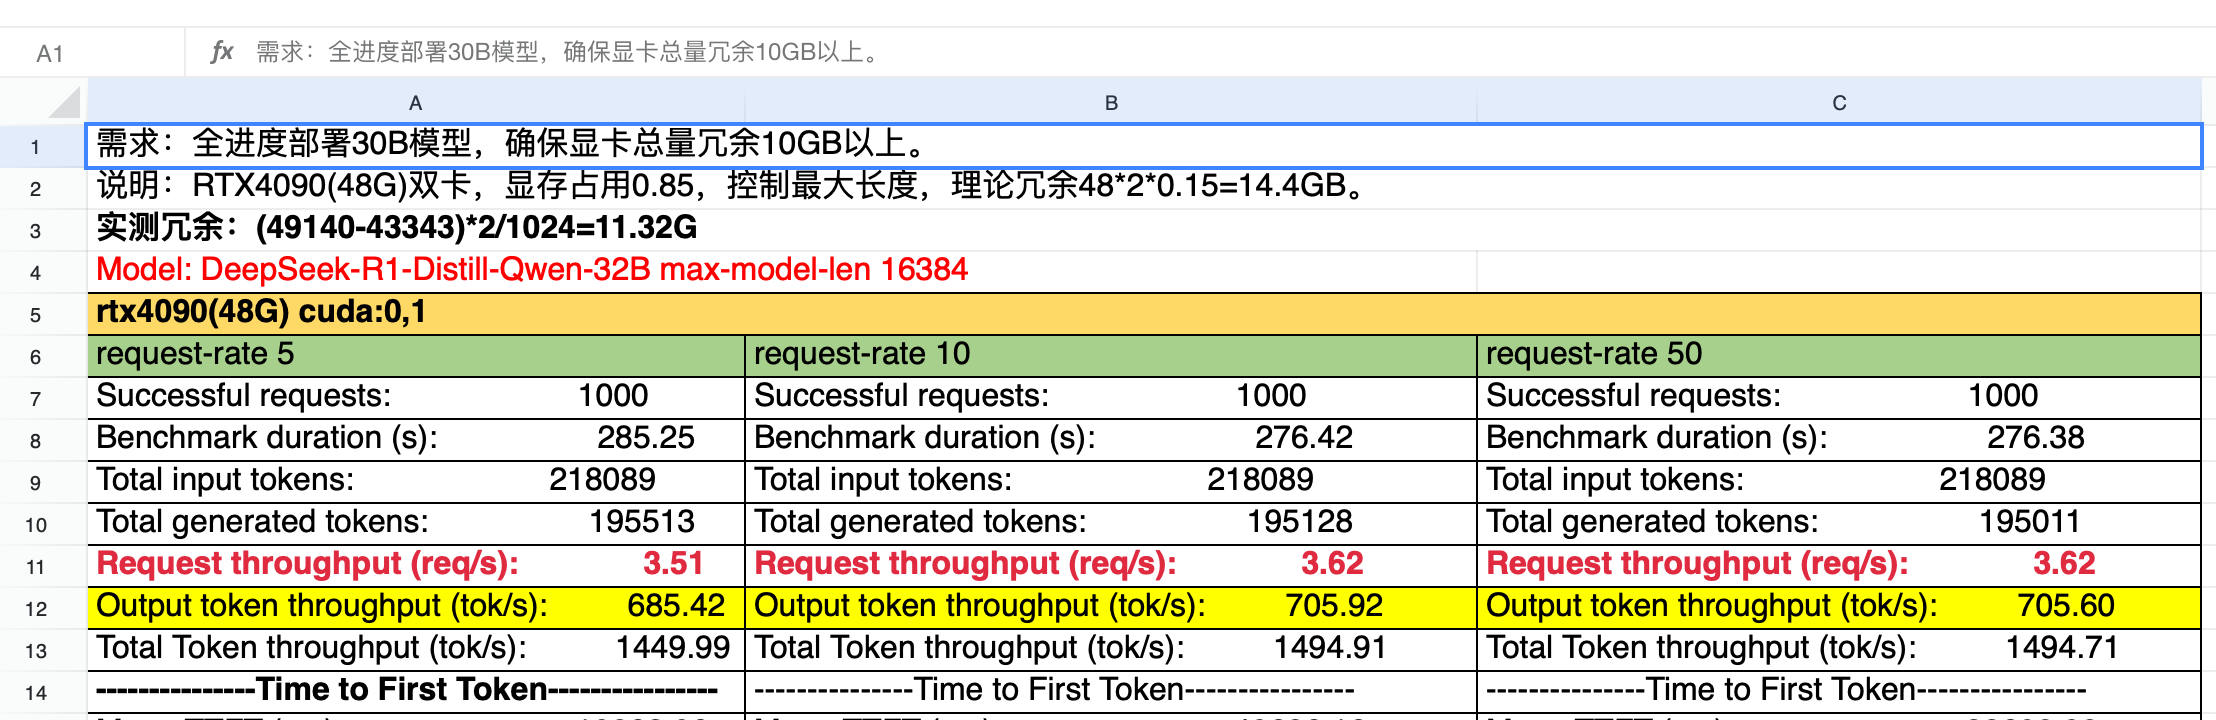 A1 fx 需求：全进度部署30B模型，确保显卡总量冗余10GB以上。
A B C
1 需求：全进度部署30B模型，确保显卡总量冗余10GB以上。
2 说明：RTX4090(48G)双卡，显存占用0.85，控制最大长度，理论冗余48*2*0.15=14.4GB。
3 实测冗余：(49140-43343)*2/1024=11.32G
4 Model: DeepSeek-R1-Distill-Qwen-32B max-model-len 16384
5 rtx4090(48G) cuda:0,1
6 request-rate 5 request-rate 10 request-rate 50
7 Successful requests: 1000 Successful requests: 1000 Successful requests: 1000
8 Benchmark duration (s): 285.25 Benchmark duration (s): 276.42 Benchmark duration (s): 276.38
9 Total input tokens: 218089 Total input tokens: 218089 Total input tokens: 218089
10 Total generated tokens: 195513 Total generated tokens: 195128 Total generated tokens: 195011
11 Request throughput (req/s): 3.51 Request throughput (req/s): 3.62 Request throughput (req/s): 3.62
12 Output token throughput (tok/s): 685.42 Output token throughput (tok/s): 705.92 Output token throughput (tok/s): 705.60
13 Total Token throughput (tok/s): 1449.99 Total Token throughput (tok/s): 1494.91 Total Token throughput (tok/s): 1494.71
14 ---------------Time to First Token---------------- ---------------Time to First Token---------------- ---------------Time to First Token----------------